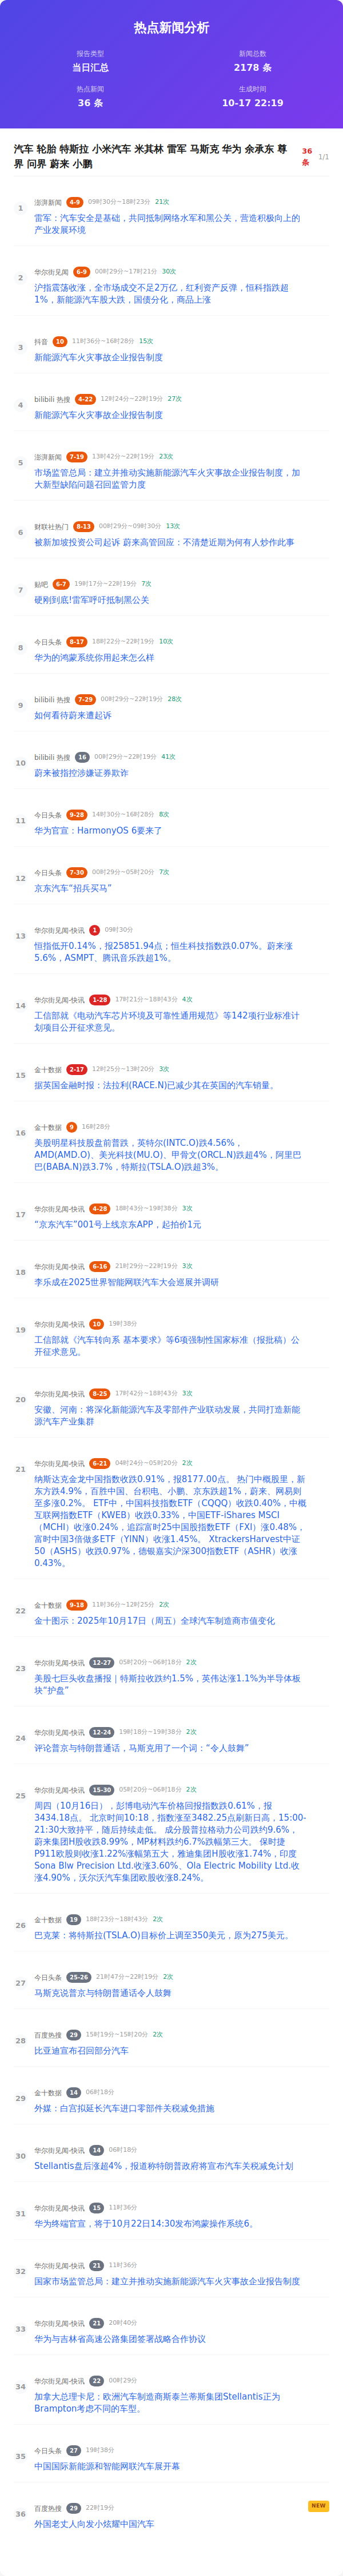 热点新闻分析
报告类型
当日汇总
新闻总数
2178 条
热点新闻
36 条
生成时间
10-17 22:19
汽车 轮胎 特斯拉 小米汽车 米其林 雷军 马斯克 华为 余承东 尊
界 问界 蔚来 小鹏
36
条
1/1
1
澎湃新闻 4-9 09时30分~18时23分 21次
雷军：汽车安全是基础，共同抵制网络水军和黑公关，营造积极向上的
产业发展环境
2
华尔街见闻 6-9 00时29分~17时21分 30次
沪指震荡收涨，全市场成交不足2万亿，红利资产反弹，恒科指跌超
1%，新能源汽车股大跌，国债分化，商品上涨
3
抖音 10 11时36分~16时28分 15次
新能源汽车火灾事故企业报告制度
4
bilibili 热搜 4-22 12时24分~22时19分 27次
新能源汽车火灾事故企业报告制度
5
澎湃新闻 7-19 13时42分~22时19分 23次
市场监管总局：建立并推动实施新能源汽车火灾事故企业报告制度，加
大新型缺陷问题召回监管力度
6
财联社热门 8-13 00时29分~09时30分 13次
被新加坡投资公司起诉 蔚来高管回应：不清楚近期为何有人炒作此事
7
贴吧 6-7 19时17分~22时19分 7次
硬刚到底!雷军呼吁抵制黑公关
8
今日头条 8-17 18时22分~22时19分 10次
华为的鸿蒙系统你用起来怎么样
9
bilibili 热搜 7-29 00时29分~22时19分 28次
如何看待蔚来遭起诉
10
bilibili 热搜 16 00时29分~22时19分 41次
蔚来被指控涉嫌证券欺诈
11
今日头条 9-28 14时30分~16时28分 8次
华为官宣：HarmonyOS 6要来了
12
今日头条 7-30 00时29分~05时20分 7次
京东汽车“招兵买马”
13
华尔街见闻-快讯 1 09时30分
恒指低开0.14%，报25851.94点；恒生科技指数跌0.07%。蔚来涨
5.6%，ASMPT、腾讯音乐跌超1%。
14
华尔街见闻-快讯 1-28 17时21分~18时43分 4次
工信部就《电动汽车芯片环境及可靠性通用规范》等142项行业标准计
划项目公开征求意见。
15
金十数据 2-17 12时25分~13时20分 3次
据英国金融时报：法拉利(RACE.N)已减少其在英国的汽车销量。
16
金十数据 9 16时28分
美股明星科技股盘前普跌，英特尔(INTC.O)跌4.56%，
AMD(AMD.O)、美光科技(MU.O)、甲骨文(ORCL.N)跌超4%，阿里巴
巴(BABA.N)跌3.7%，特斯拉(TSLA.O)跌超3%。
17
华尔街见闻-快讯 4-28 18时43分~19时38分 3次
“京东汽车”001号上线京东APP，起拍价1元
18
华尔街见闻-快讯 6-16 21时29分~22时19分 3次
李乐成在2025世界智能网联汽车大会巡展并调研
19
华尔街见闻-快讯 10 19时38分
工信部就《汽车转向系 基本要求》等6项强制性国家标准（报批稿）公
开征求意见。
20
华尔街见闻-快讯 8-25 17时42分~18时43分 3次
安徽、河南：将深化新能源汽车及零部件产业联动发展，共同打造新能
源汽车产业集群
21
华尔街见闻-快讯 6-21 04时24分~05时20分 2次
纳斯达克金龙中国指数收跌0.91%，报8177.00点。 热门中概股里，新
东方跌4.9%，百胜中国、台积电、小鹏、京东跌超1%，蔚来、网易则
至多涨0.2%。 ETF中，中国科技指数ETF（CQQQ）收跌0.40%，中概
互联网指数ETF（KWEB）收跌0.33%，中国ETF-iShares MSCI
（MCHI）收涨0.24%，追踪富时25中国股指数ETF（FXI）涨0.48%，
富时中国3倍做多ETF（YINN）收涨1.45%。 XtrackersHarvest中证
500（ASHS）收跌0.97%，德银嘉实沪深300指数ETF（ASHR）收涨
0.43%。
22
金十数据 9-18 11时36分~12时25分 2次
金十图示：2025年10月17日（周五）全球汽车制造商市值变化
23
华尔街见闻-快讯 12-27 05时20分~06时18分 2次
美股七巨头收盘播报｜特斯拉收跌约1.5%，英伟达涨1.1%为半导体板
块“护盘”
24
华尔街见闻-快讯 12-24 19时18分~19时38分 2次
评论普京与特朗普通话，马斯克用了一个词：“令人鼓舞”
25
华尔街见闻-快讯 15-30 05时20分~06时18分 2次
周四（10月16日），彭博电动汽车价格回报指数跌0.61%，报
3434.18点。 北京时间10:18，指数涨至3482.25点刷新日高，15:00-
21:30大致持平，随后持续走低。 成分股普拉格动力公司跌约9.6%，
蔚来集团H股收跌8.99%，MP材料跌约6.7%跌幅第三大。 保时捷
P911欧股则收涨1.22%涨幅第五大，雅迪集团H股收涨1.74%，印度
Sona Blw Precision Ltd.收涨3.60%、Ola Electric Mobility Ltd.收
涨4.90%，沃尔沃汽车集团欧股收涨8.24%。
26
金十数据 19 18时23分~18时43分 2次
巴克莱：将特斯拉(TSLA.O)目标价上调至350美元，原为275美元。
27
今日头条 25-26 21时47分~22时19分 2次
马斯克说普京与特朗普通话令人鼓舞
28
百度热搜 29 15时19分~15时20分 2次
比亚迪宣布召回部分汽车
29
金十数据 14 06时18分
外媒：白宫拟延长汽车进口零部件关税减免措施
30
华尔街见闻-快讯 14 06时18分
Stellantis盘后涨超4%，报道称特朗普政府将宣布汽车关税减免计划
31
华尔街见闻-快讯 15 11时36分
华为终端官宣，将于10月22日14:30发布鸿蒙操作系统6。
32
华尔街见闻-快讯 21 11时36分
国家市场监管总局：建立并推动实施新能源汽车火灾事故企业报告制度
33
华尔街见闻-快讯 21 20时40分
华为与吉林省高速公路集团签署战略合作协议
34
华尔街见闻-快讯 22 00时29分
加拿大总理卡尼：欧洲汽车制造商斯泰兰蒂斯集团Stellantis正为
Brampton考虑不同的车型。
35
今日头条 27 19时38分
中国国际新能源和智能网联汽车展开幕
36
百度热搜 29 22时19分
NEW
外国老丈人向发小炫耀中国汽车